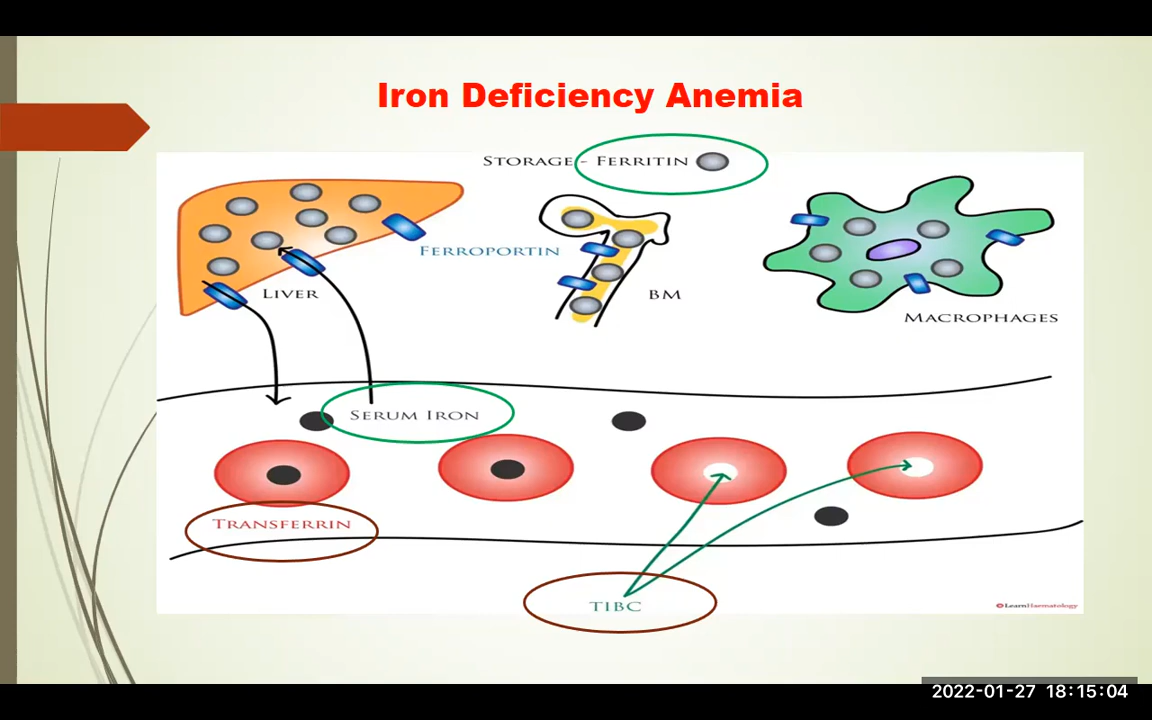 Iron Deficiency Anemia
STORAGE - FERRITIN
FERROPORTIN
LIVER
BM
MACROPHAGES
SERUM IRON
TRANSFERRIN
TIBC
LearnHaematology
2022-01-27 18:15:04